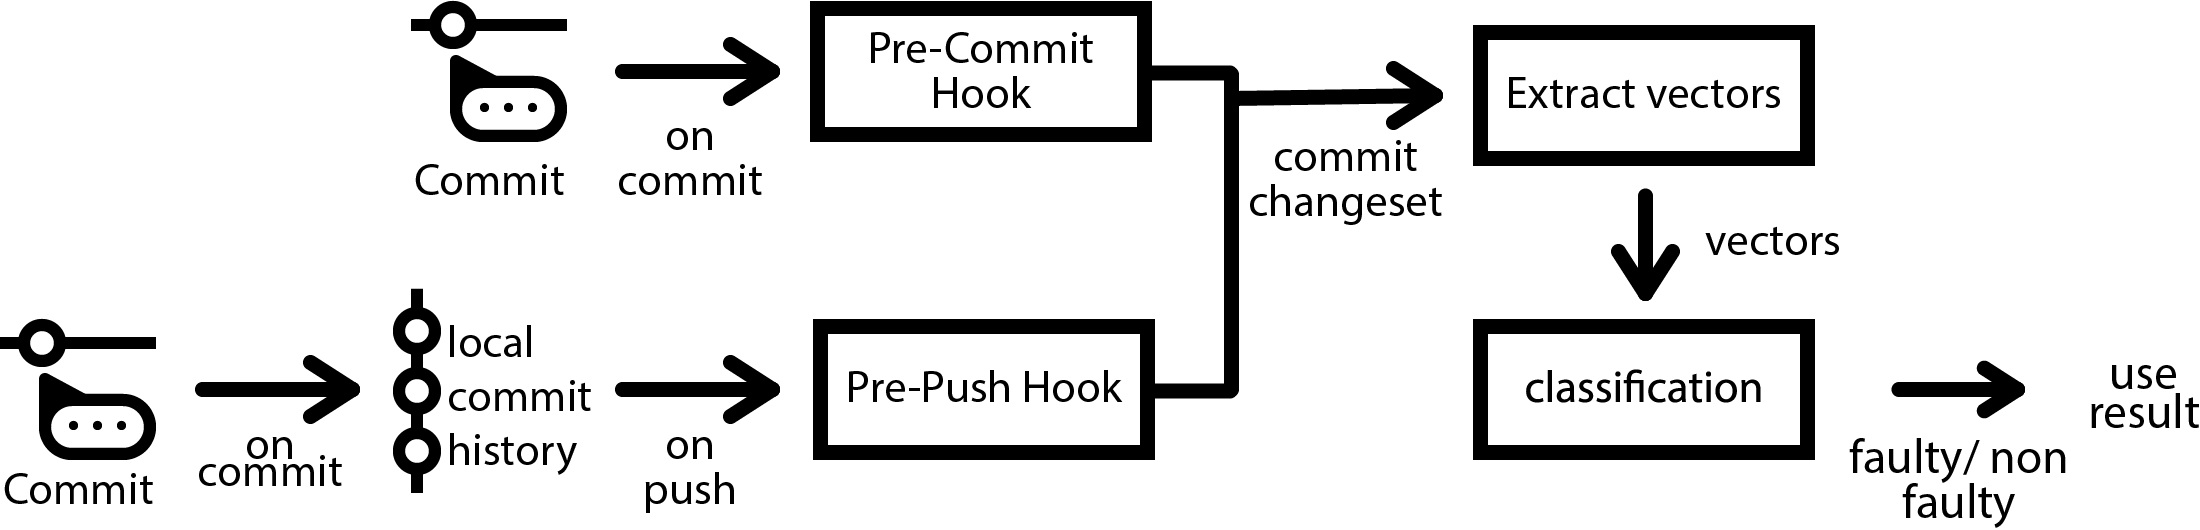 Pre-Commit
Hook
on
commit
Commit
commit
changeset
Extract vectors
vectors
local
commit
history
on
commit
Commit
on
push
Pre-Push Hook
classification
faulty/ non
faulty
use
result